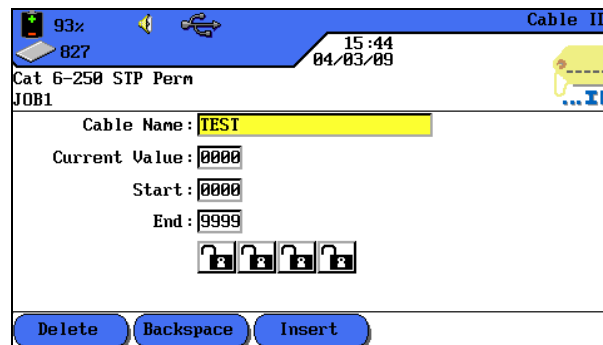 93% Cable ID
827 15:44
04/03/09
Cat 6-250 STP Perm
JOB1 ...I
Cable Name: TEST
Current Value: 0000
Start: 0000
End: 9999
Delete Backspace Insert